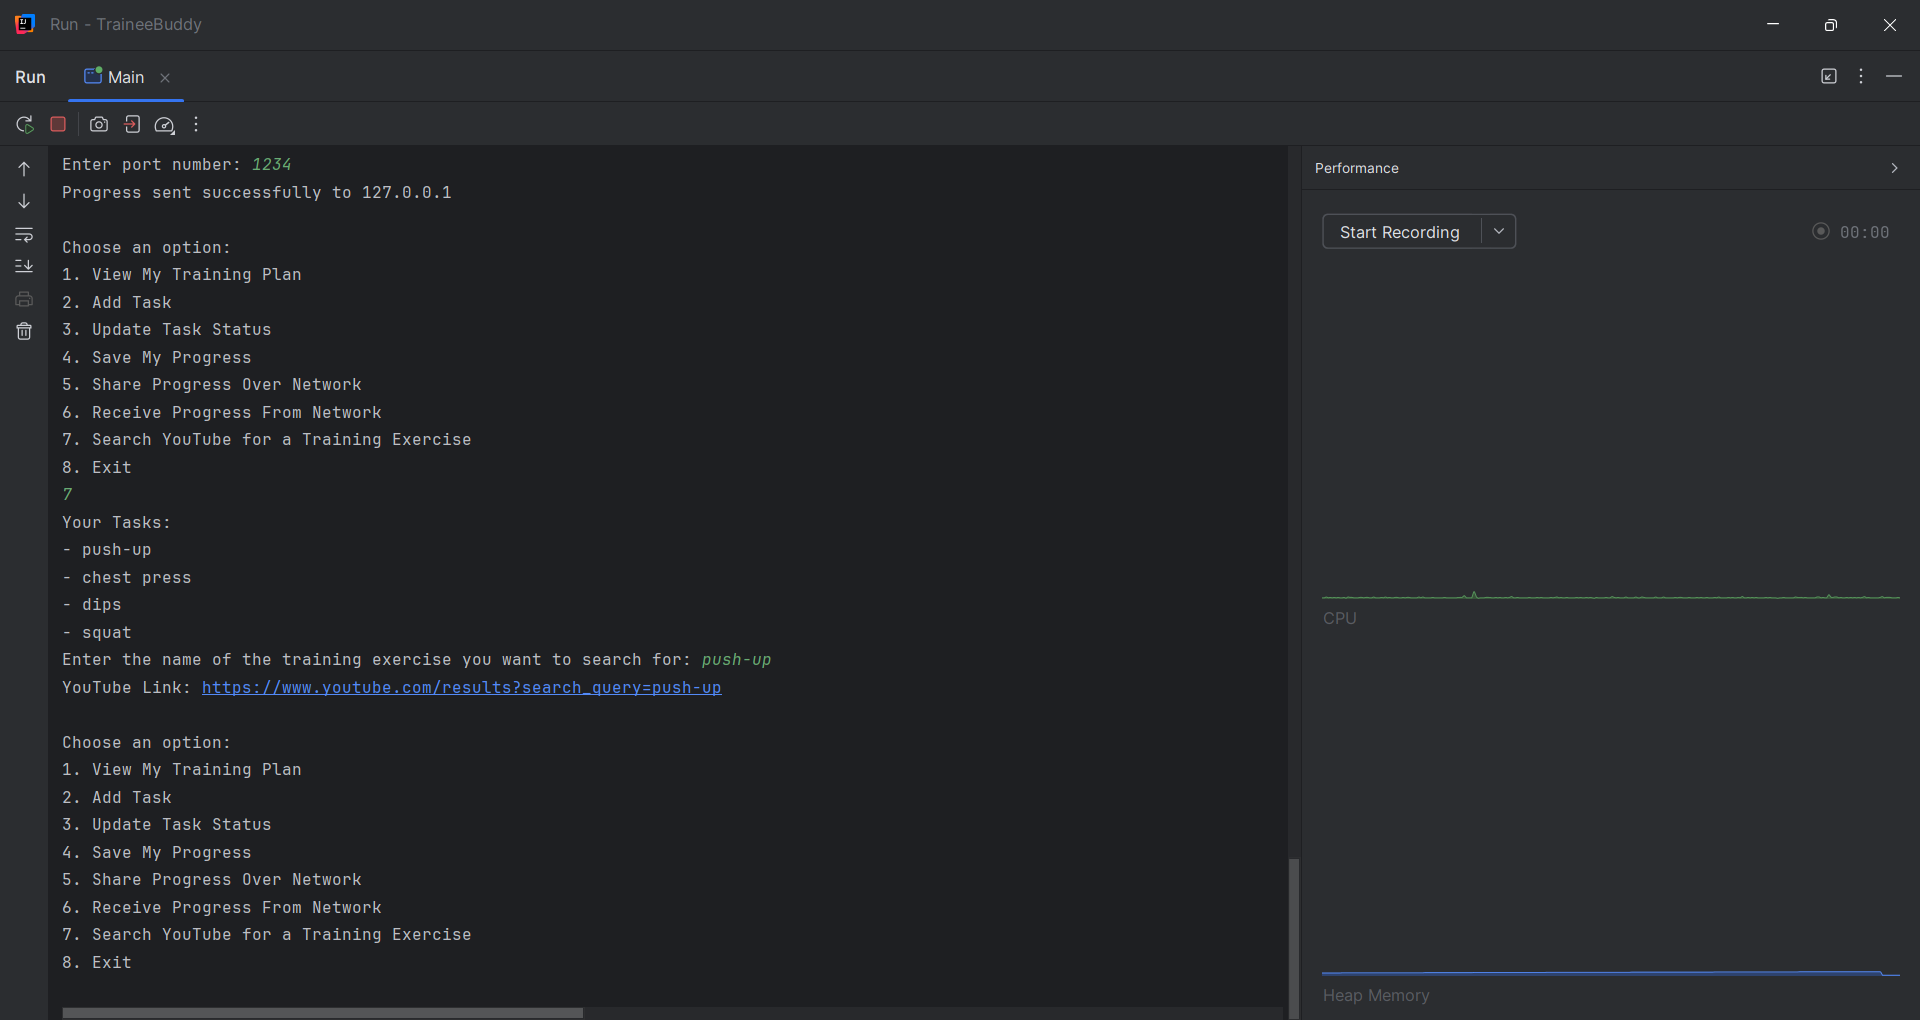 Run - TraineeBuddy
Run
Main
Enter port number: 1234
Progress sent successfully to 127.0.0.1
Choose an option:
1. View My Training Plan
2. Add Task
3. Update Task Status
4. Save My Progress
5. Share Progress Over Network
6. Receive Progress From Network
7. Search YouTube for a Training Exercise
8. Exit
7
Your Tasks:
- push-up
- chest press
- dips
- squat
Enter the name of the training exercise you want to search for: push-up
YouTube Link: https://www.youtube.com/results?search_query=push-up
Choose an option:
1. View My Training Plan
2. Add Task
3. Update Task Status
4. Save My Progress
5. Share Progress Over Network
6. Receive Progress From Network
7. Search YouTube for a Training Exercise
8. Exit
Performance
Start Recording
00:00
CPU
Heap Memory